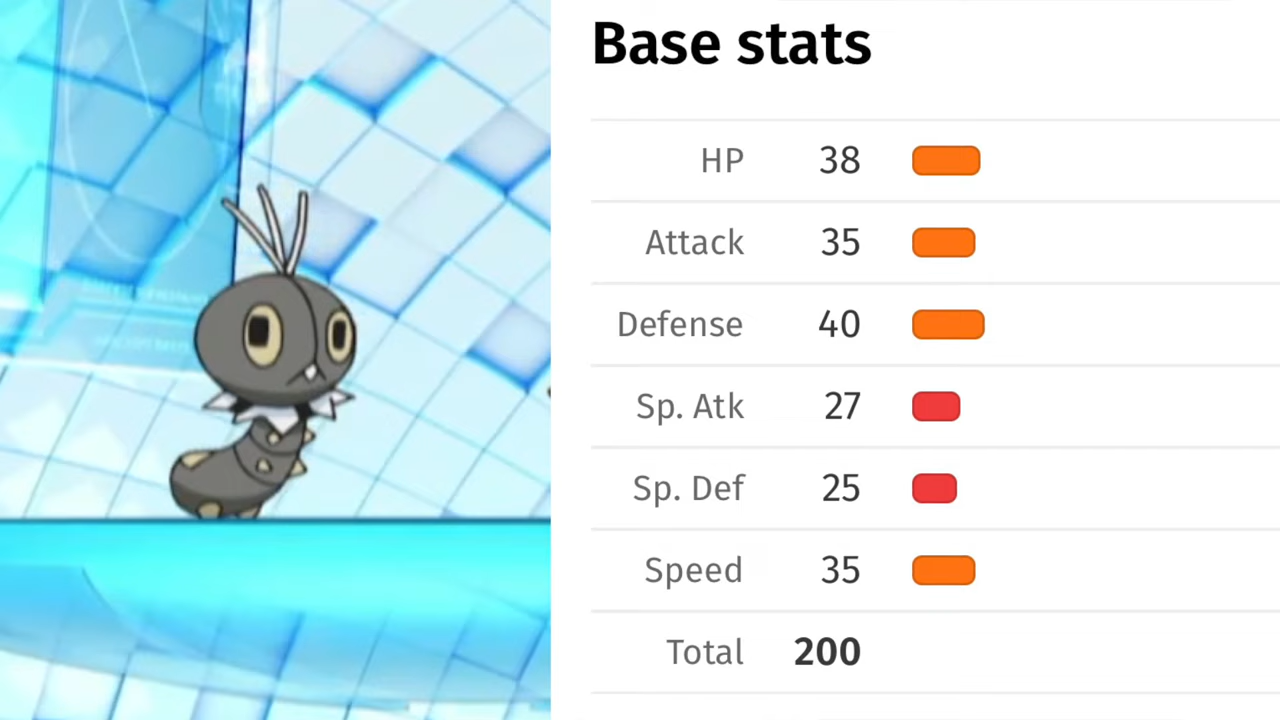 Base stats
HP 38
Attack 35
Defense 40
Sp. Atk 27
Sp. Def 25
Speed 35
Total 200